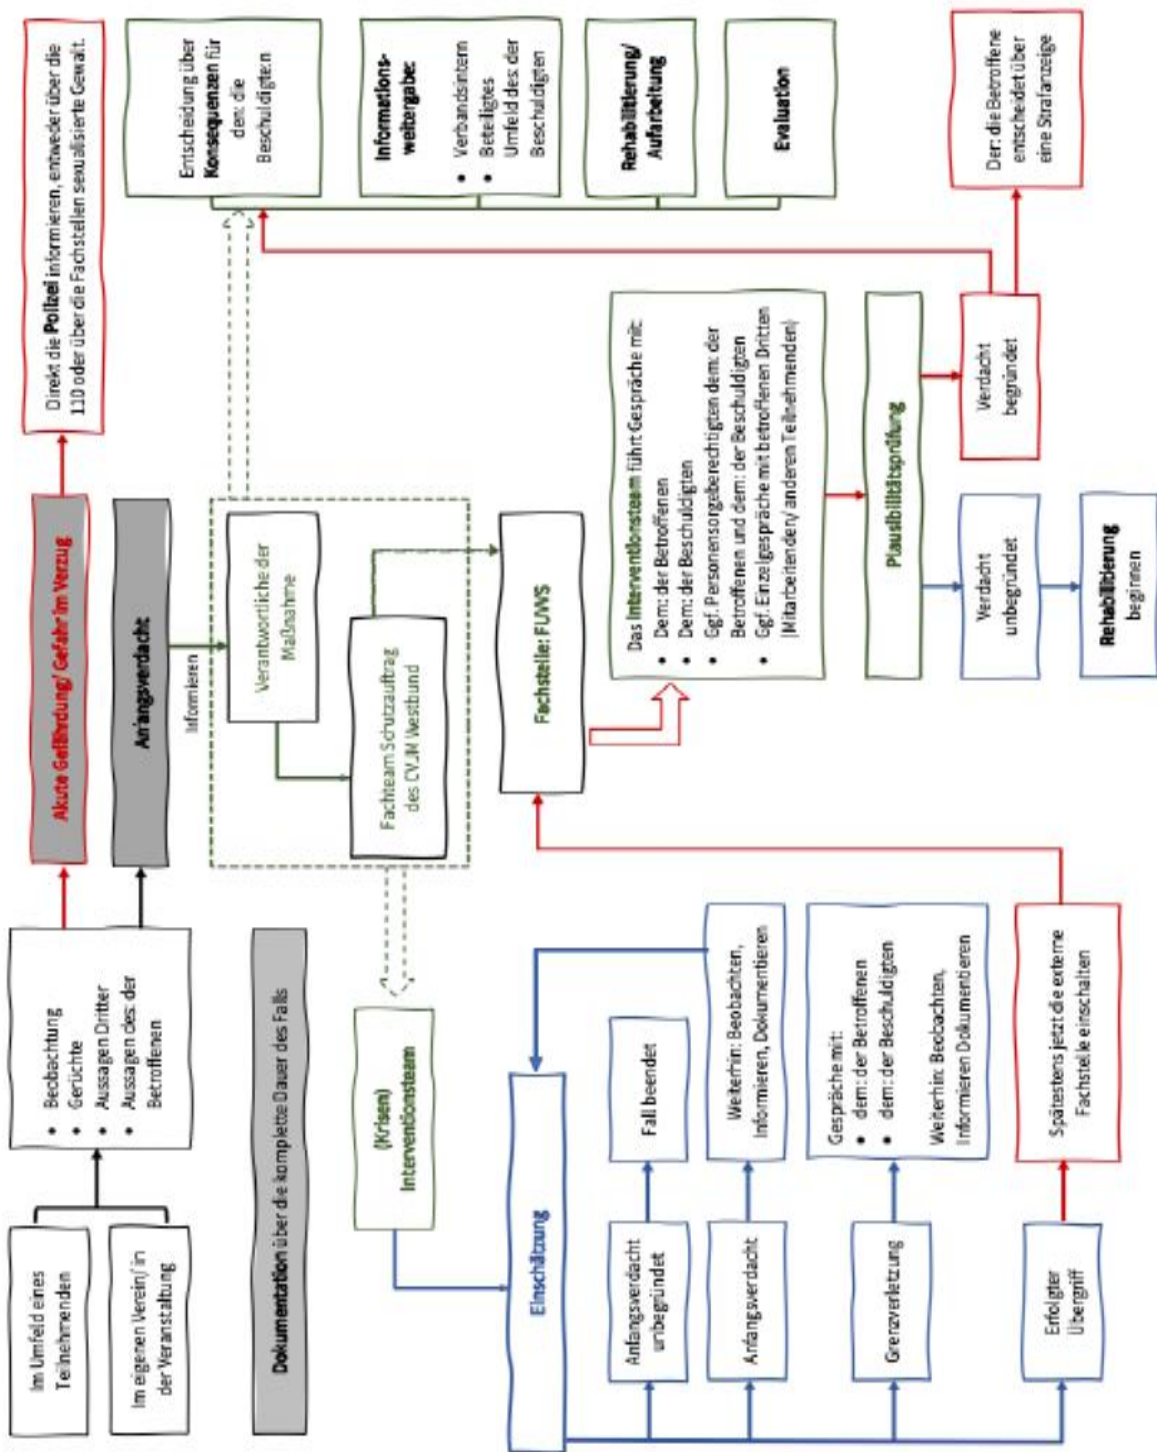 Im Umfeld eines
Teilnehmenden
Im eigenen Verein/ in
der Veranstaltung
• Beobachtung
• Gerüchte
• Aussagen Dritter
• Aussagen des: der
Betroffenen
Akute Gefährdung/ Gefahr im Verzug
Direkt die Polizei informieren, entweder über die
110 oder über die Fachstellen sexualisierte Gewalt.
Anfangsverdacht
Informieren
Dokumentation über die komplette Dauer des Falls
Verantwortliche der
Maßnahme
Fachteam Schutzauftrag
des CVJM Westbund
Entscheidung über
Konsequenzen für
den: die
Beschuldigte:n
Informations-
weitergabe:
• Verbandsintern
• Beteiligtes
Umfeld des: der
Beschuldigten
Rehabilitierung/
Aufarbeitung
Evaluation
(Krisen)
Interventionsteam
Einschätzung
Fachstelle: FUWS
Anfangsverdacht
unbegründet
Fall beendet
Anfangsverdacht
Weiterhin: Beobachten,
Informieren, Dokumentieren
Grenzverletzung
Gespräche mit:
• dem: der Betroffenen
• dem: der Beschuldigten
Weiterhin: Beobachten,
Informieren Dokumentieren
Erfolgter
Übergriff
Spätestens jetzt die externe
Fachstelle einschalten
Das Interventionsteam führt Gespräche mit:
• Dem: der Betroffenen
• Dem: der Beschuldigten
• Ggf. Personensorgeberechtigten dem: der
Betroffenen und dem: der Beschuldigten
• Ggf. Einzelgespräche mit betroffenen Dritten
(Mitarbeitenden/ anderen Teilnehmenden)
Plausibilitätsprüfung
Verdacht
unbegründet
Verdacht
begründet
Rehabilitierung
beginnen
Der: die Betroffene
entscheidet über
eine Strafanzeige